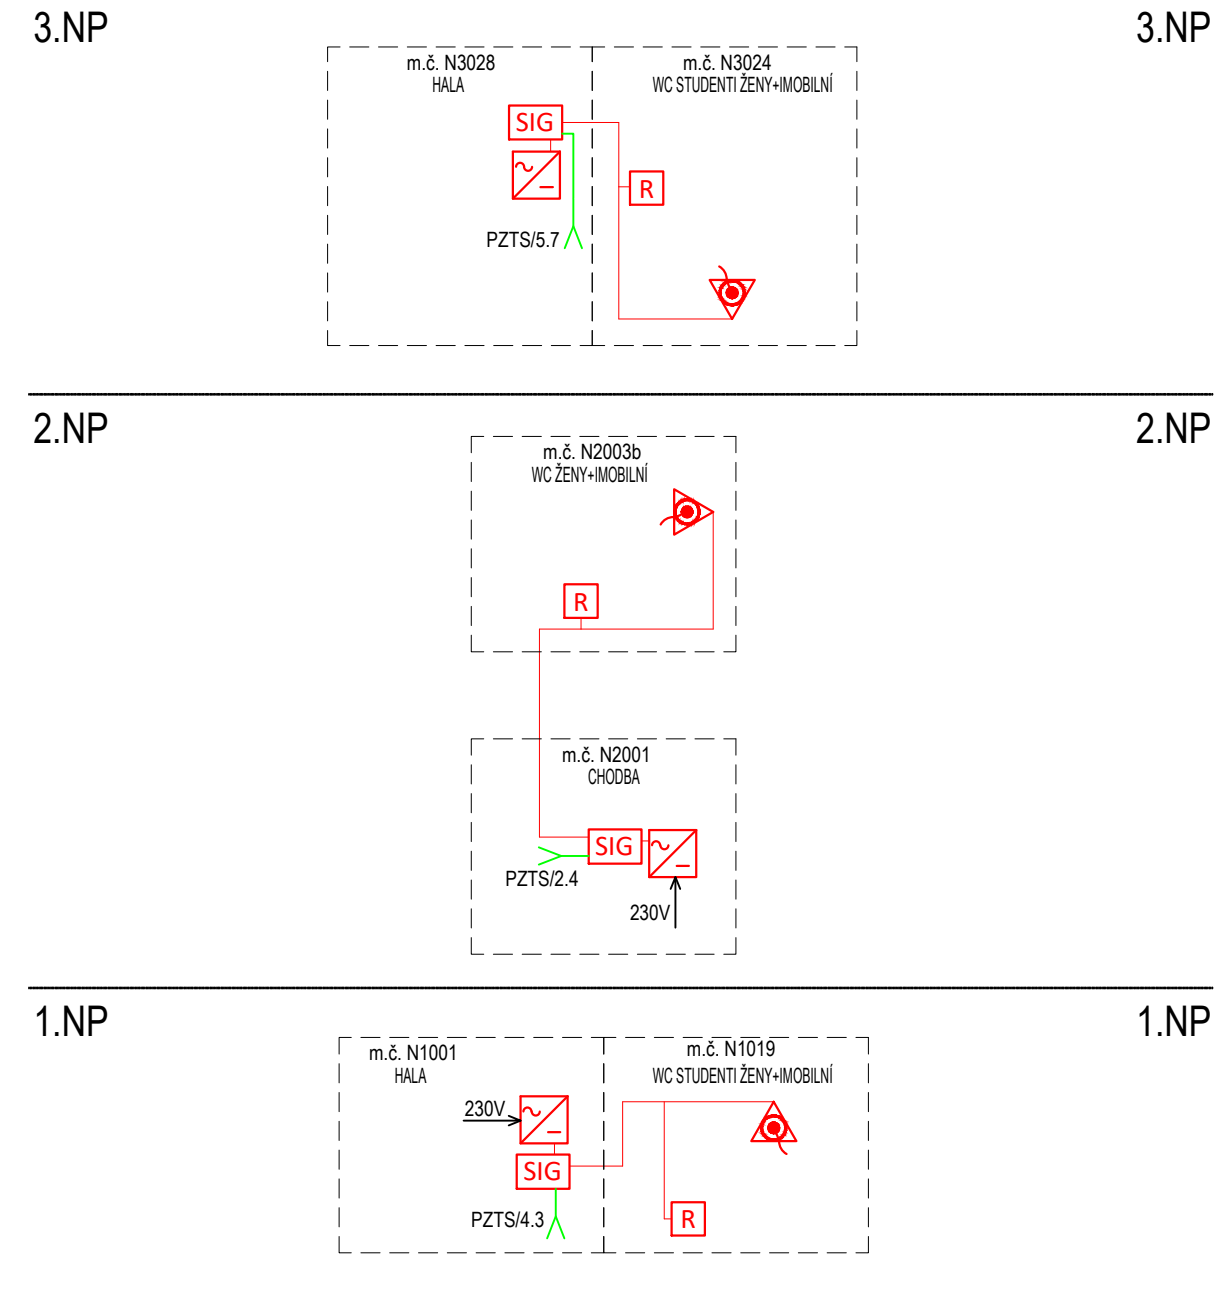 3.NP
3.NP
m.č. N3028
HALA
m.č. N3024
WC STUDENTI ŽENY+IMOBILNÍ
SIG
R
PZTS/5.7
2.NP
2.NP
m.č. N2003b
WC ŽENY+IMOBILNÍ
R
m.č. N2001
CHODBA
SIG
PZTS/2.4
230V
1.NP
1.NP
m.č. N1001
HALA
m.č. N1019
WC STUDENTI ŽENY+IMOBILNÍ
230V
SIG
PZTS/4.3
R